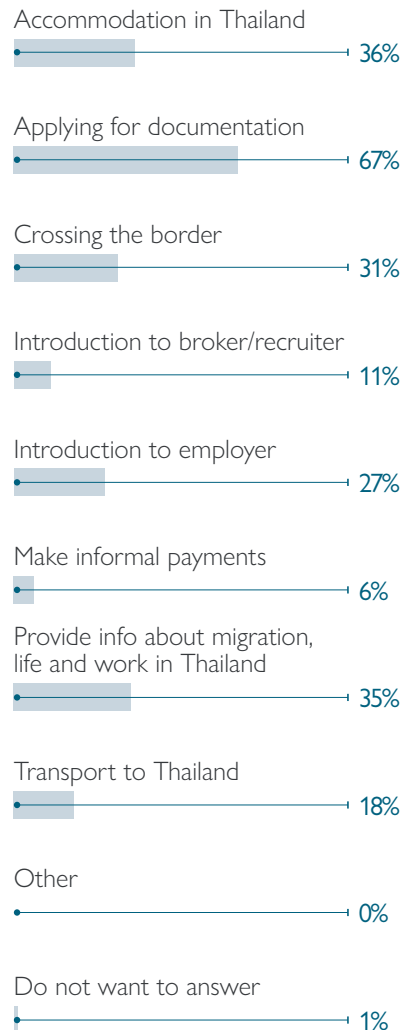 Accommodation in Thailand
36%
Applying for documentation
67%
Crossing the border
31%
Introduction to broker/recruiter
11%
Introduction to employer
27%
Make informal payments
6%
Provide info about migration,
life and work in Thailand
35%
Transport to Thailand
18%
Other
0%
Do not want to answer
1%